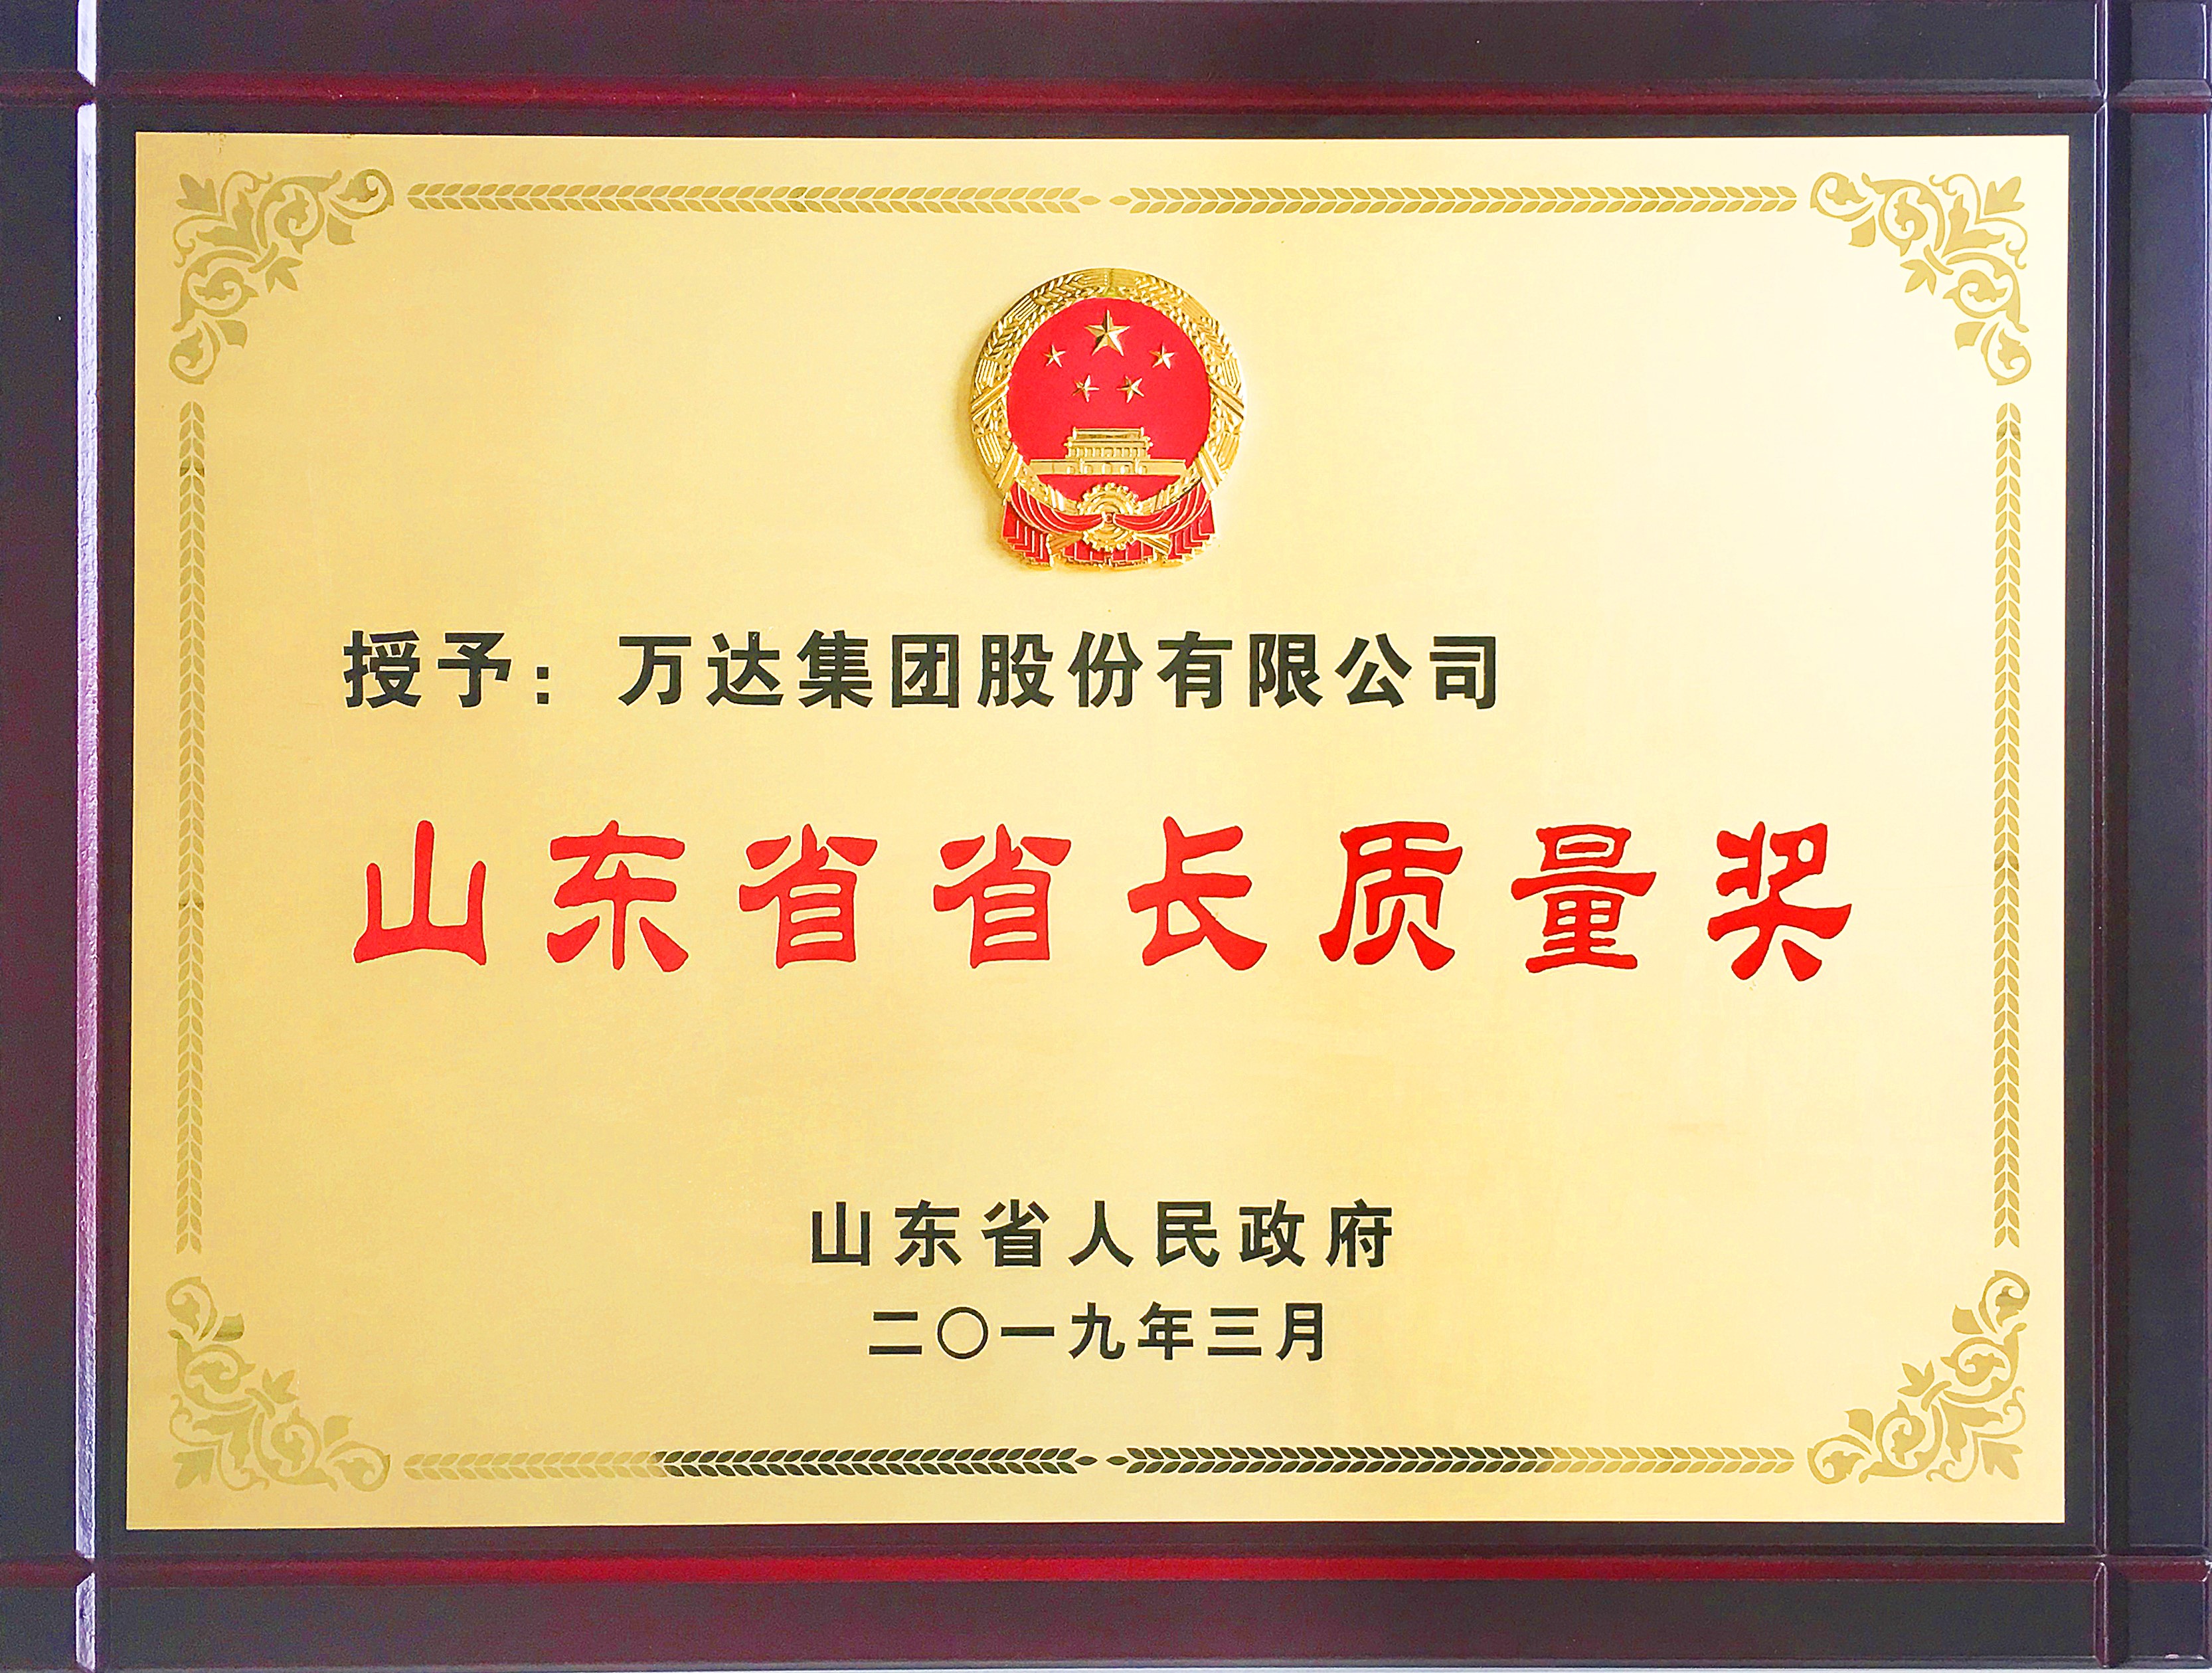 授予：万达集团股份有限公司
山东省省长质量奖
山东省人民政府
二〇一九年三月